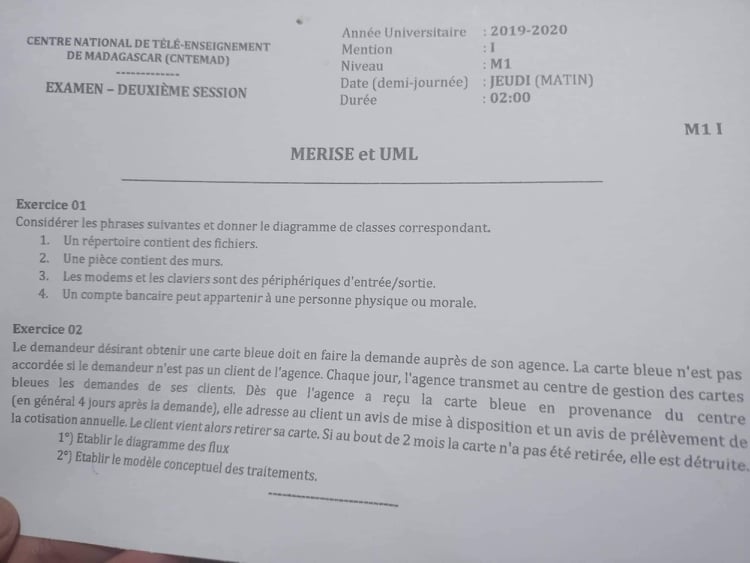 CENTRE NATIONAL DE TÉLÉ-ENSEIGNEMENT
DE MADAGASCAR (CNTEMAD)
-------------
EXAMEN – DEUXIÈME SESSION
Année Universitaire : 2019-2020
Mention : I
Niveau : M1
Date (demi-journée) : JEUDI (MATIN)
Durée : 02:00
M1 I
MERISE et UML
Exercice 01
Considérer les phrases suivantes et donner le diagramme de classes correspondant.
1. Un répertoire contient des fichiers.
2. Une pièce contient des murs.
3. Les modems et les claviers sont des périphériques d'entrée/sortie.
4. Un compte bancaire peut appartenir à une personne physique ou morale.
Exercice 02
Le demandeur désirant obtenir une carte bleue doit en faire la demande auprès de son agence. La carte bleue n'est pas
accordée si le demandeur n'est pas un client de l'agence. Chaque jour, l'agence transmet au centre de gestion des cartes
bleues les demandes de ses clients. Dès que l'agence a reçu la carte bleue en provenance du centre
(en général 4 jours après la demande), elle adresse au client un avis de mise à disposition et un avis de prélèvement de
la cotisation annuelle. Le client vient alors retirer sa carte. Si au bout de 2 mois la carte n'a pas été retirée, elle est détruite.
1°) Etablir le diagramme des flux
2°) Etablir le modèle conceptuel des traitements.
--------------------